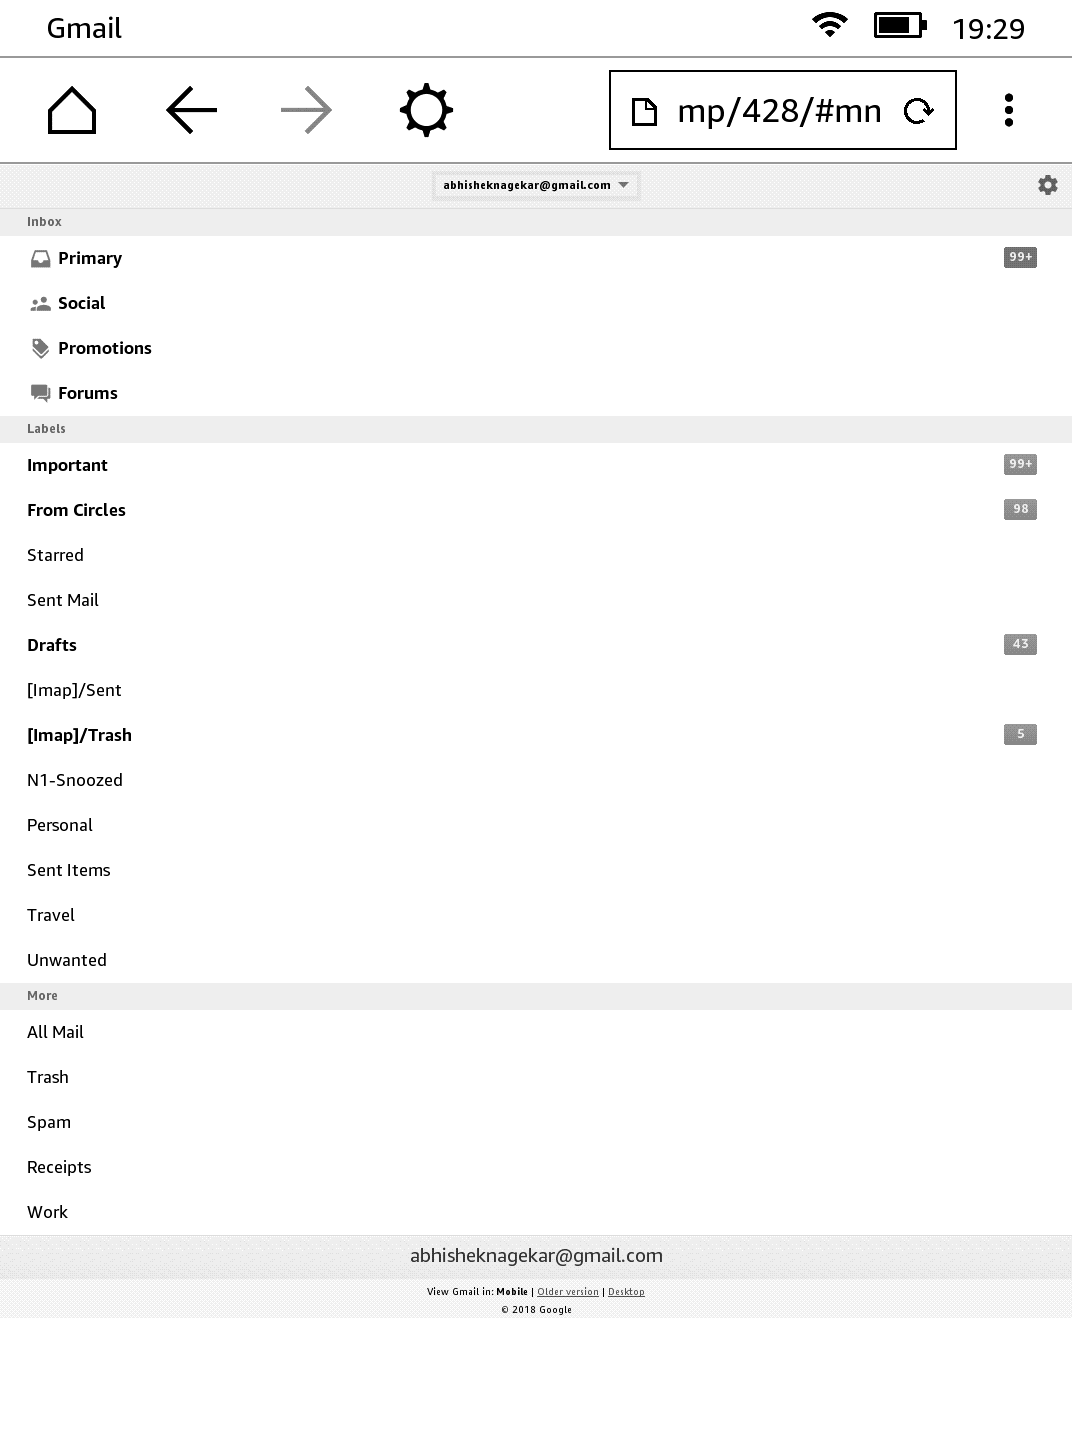 Gmail 19:29
mp/428/#mn
abhisheknagekar@gmail.com
Inbox
Primary 99+
Social
Promotions
Forums
Labels
Important 99+
From Circles 98
Starred
Sent Mail
Drafts 43
[Imap]/Sent
[Imap]/Trash 5
N1-Snoozed
Personal
Sent Items
Travel
Unwanted
More
All Mail
Trash
Spam
Receipts
Work
abhisheknagekar@gmail.com
View Gmail in: Mobile | Older version | Desktop
© 2018 Google